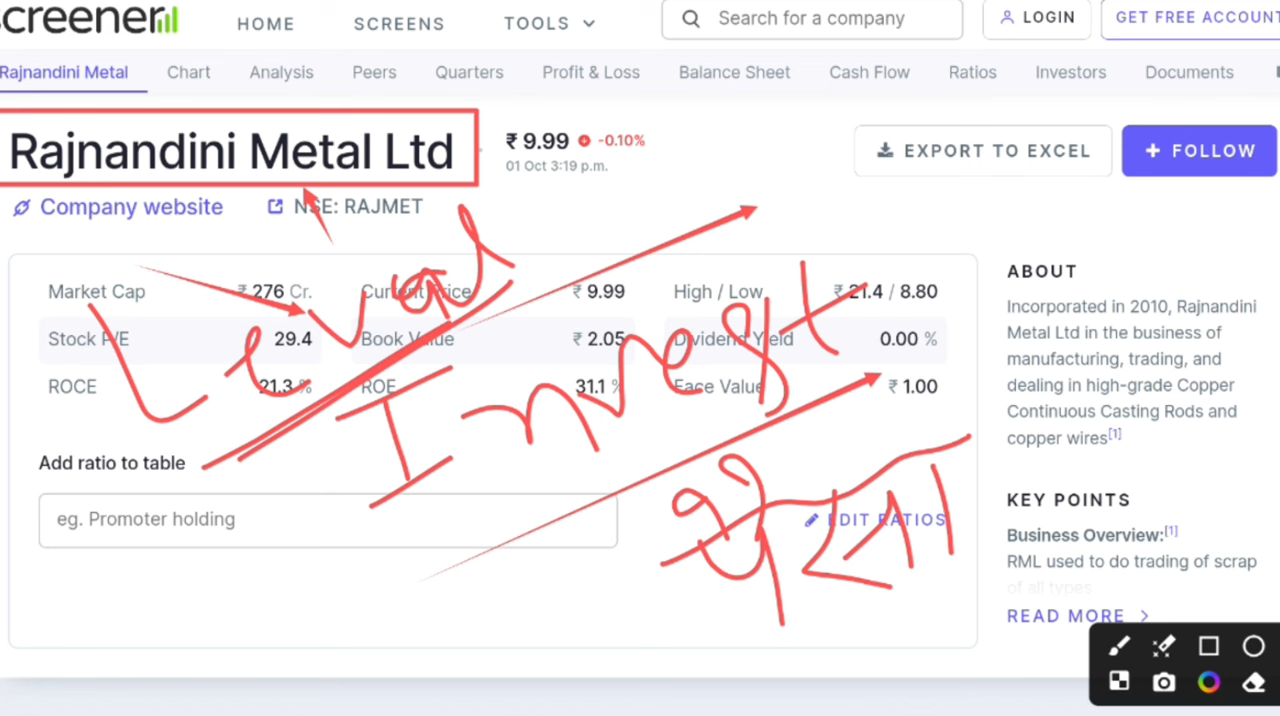 screener
HOME SCREENS TOOLS Search for a company LOGIN GET FREE ACCOUNT
Rajnandini Metal Chart Analysis Peers Quarters Profit & Loss Balance Sheet Cash Flow Ratios Investors Documents
Rajnandini Metal Ltd
₹ 9.99 -0.10%
01 Oct 3:19 p.m.
EXPORT TO EXCEL
+ FOLLOW
Company website NSE: RAJMET
Market Cap ₹ 276 Cr.
Current Price ₹ 9.99
High / Low ₹ 21.4 / 8.80
Stock P/E 29.4
Book Value ₹ 2.05
Dividend Yield 0.00 %
ROCE 21.3 %
ROE 31.1 %
Face Value ₹ 1.00
Level
Invest
Add ratio to table
eg. Promoter holding
EDIT RATIOS
ABOUT
Incorporated in 2010, Rajnandini
Metal Ltd in the business of
manufacturing, trading, and
dealing in high-grade Copper
Continuous Casting Rods and
copper wires[1]
KEY POINTS
Business Overview:[1]
RML used to do trading of scrap
of all types
READ MORE